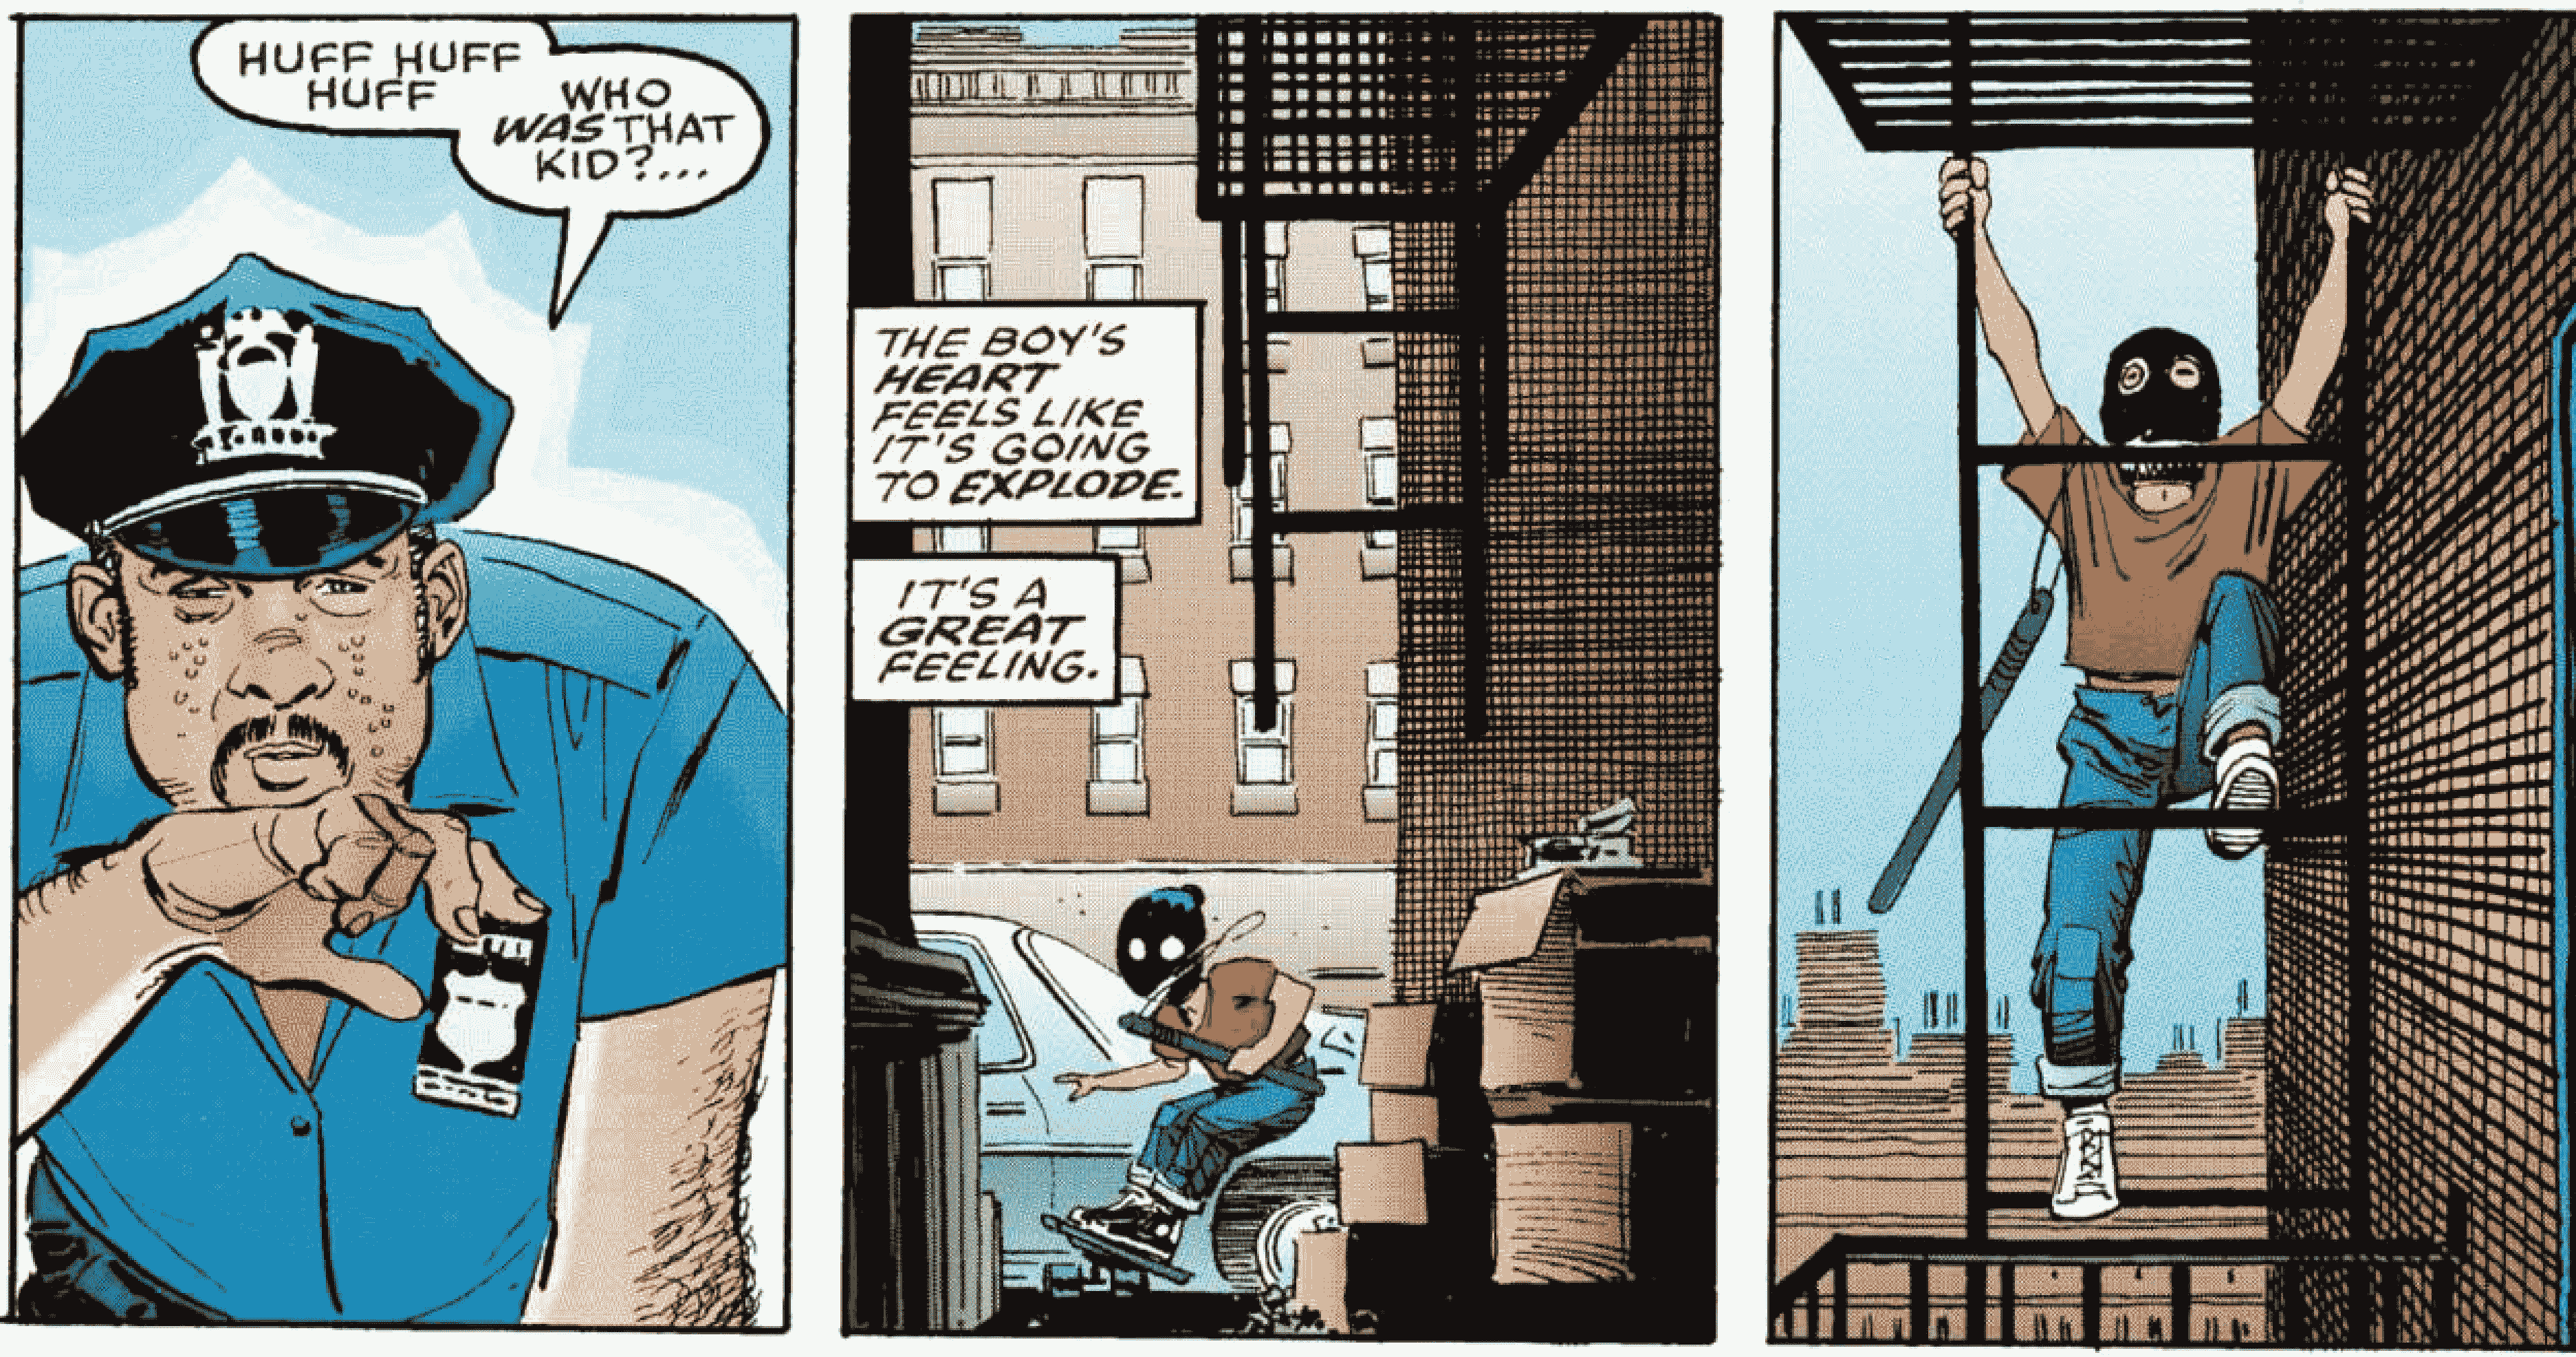 HUFF HUFF
HUFF
WHO
WAS THAT
KID?...
THE BOY'S
HEART
FEELS LIKE
IT'S GOING
TO EXPLODE.
IT'S A
GREAT
FEELING.